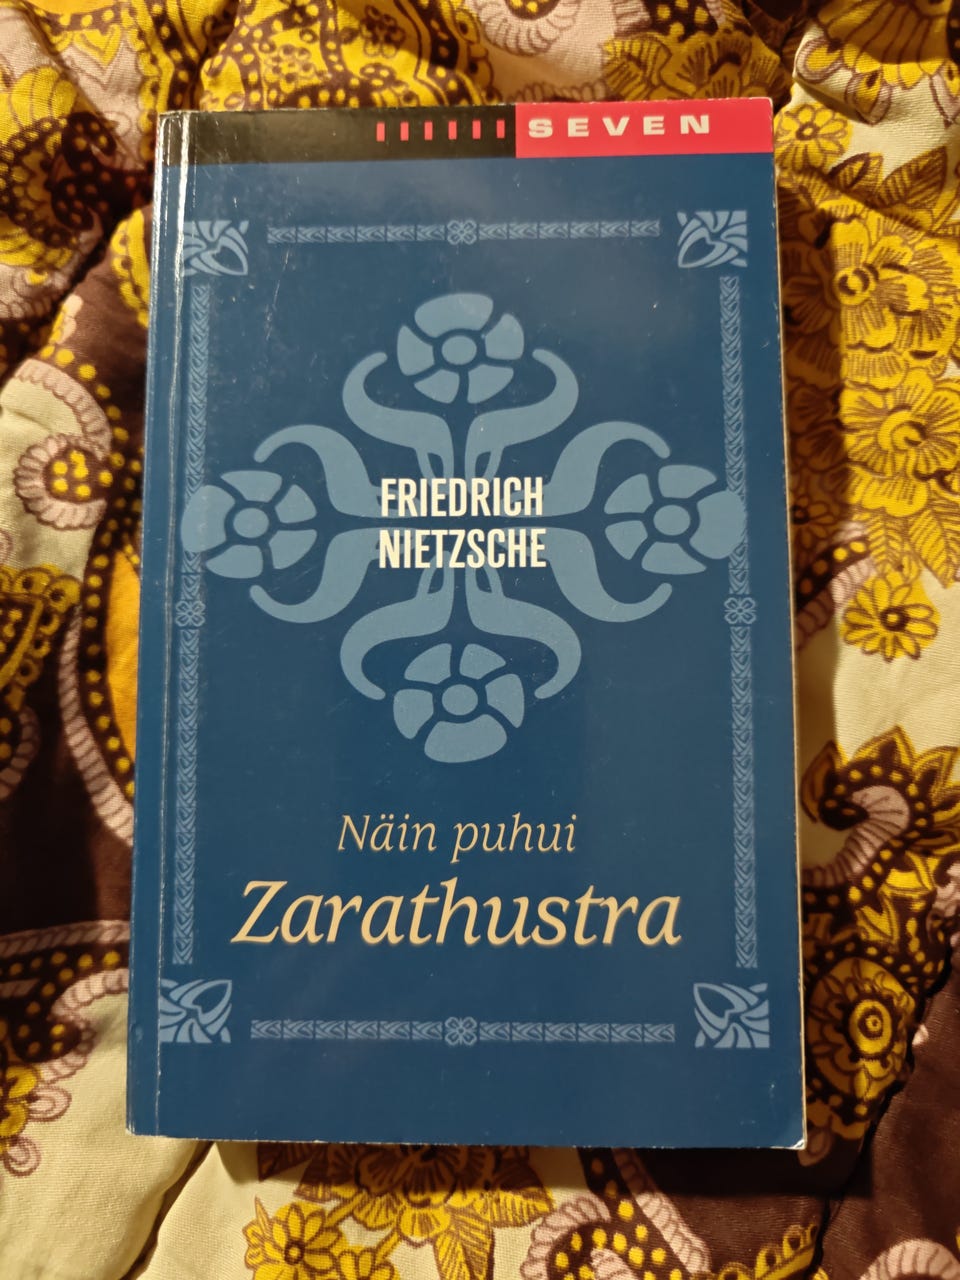 SEVEN
FRIEDRICH
NIETZSCHE
Näin puhui
Zarathustra